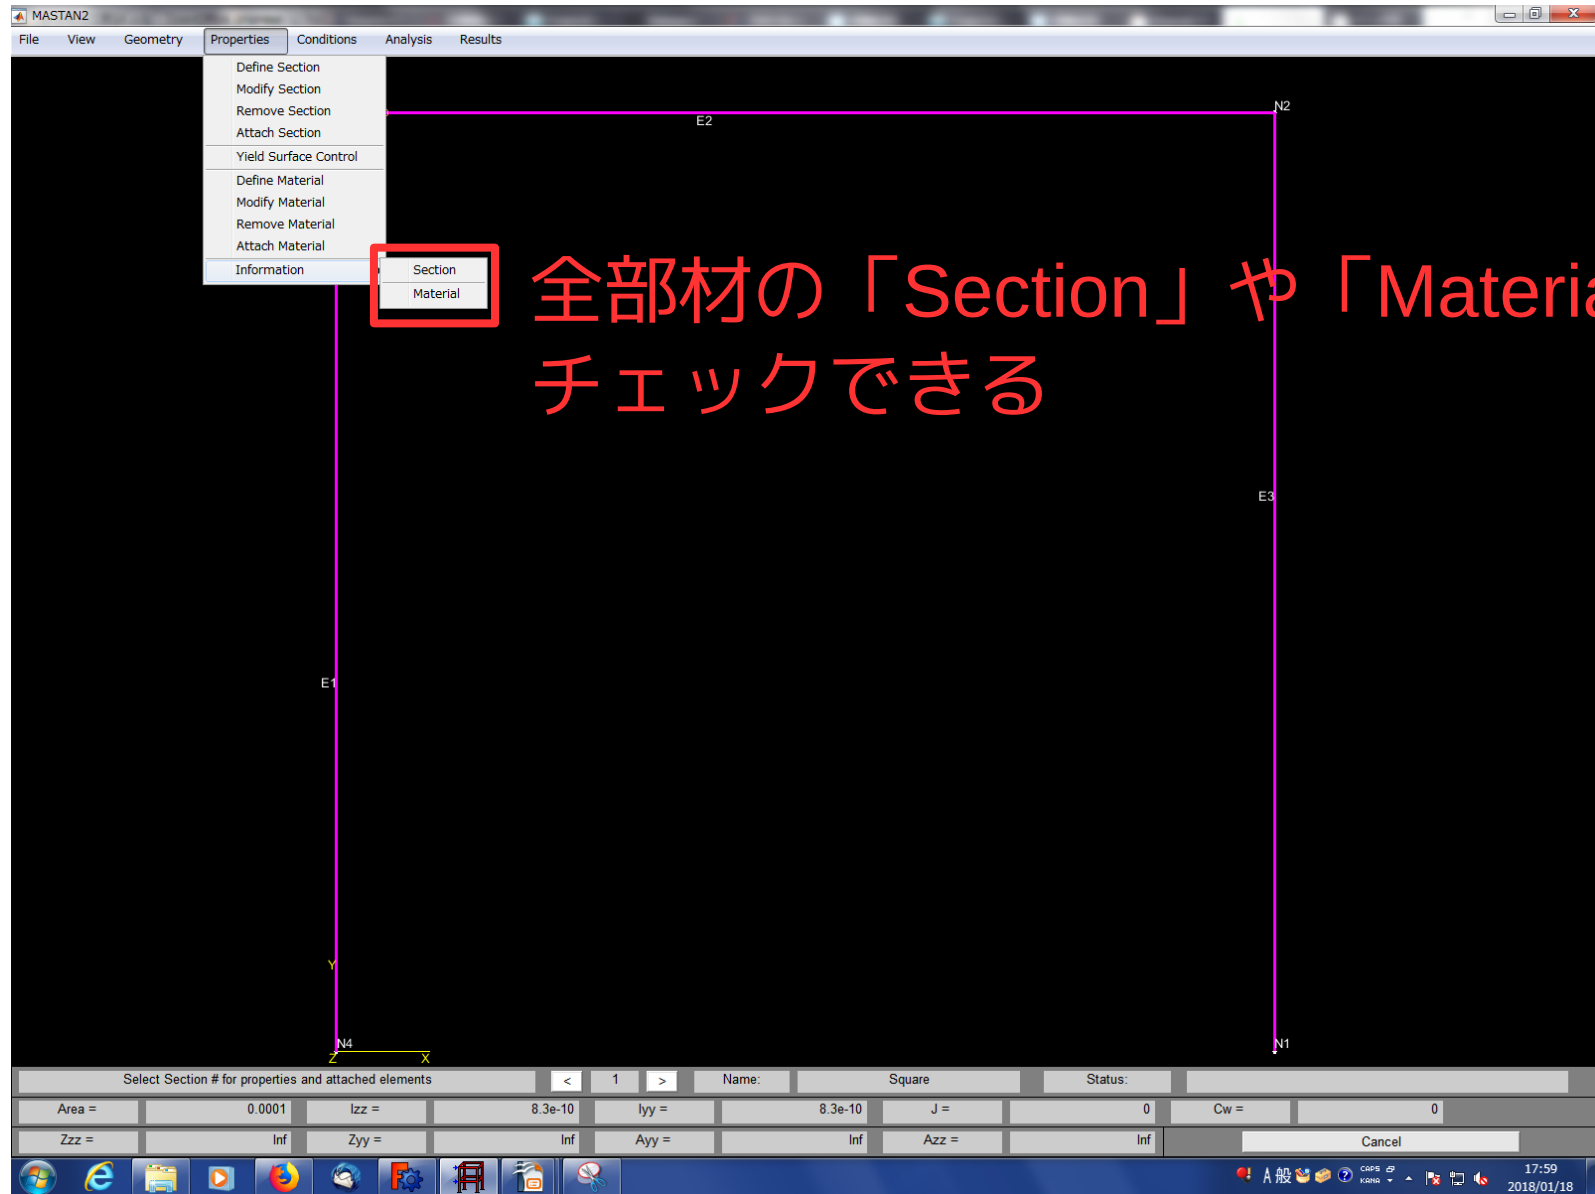 MASTAN2
File View Geometry Properties Conditions Analysis Results
Define Section
Modify Section
Remove Section
Attach Section
Yield Surface Control
Define Material
Modify Material
Remove Material
Attach Material
Information
Section
Material
N2
E2
全部材の「Section」や「Materia
チェックできる
E3
E1
Y
N4
Z X
N1
Select Section # for properties and attached elements < 1 > Name: Square Status:
Area = 0.0001 Izz = 8.3e-10 Iyy = 8.3e-10 J = 0 Cw = 0
Zzz = Inf Zyy = Inf Ayy = Inf Azz = Inf Cancel
A 般 CAPS KANA 17:59
2018/01/18